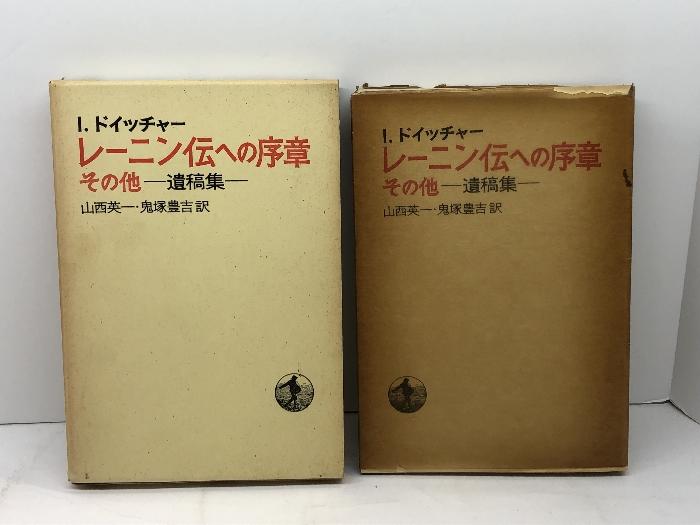 I. ドイッチャー
レーニン伝への序章
その他―遺稿集―
山西英一・鬼塚豊吉訳
I. ドイッチャー
レーニン伝への序章
その他―遺稿集―
山西英一・鬼塚豊吉訳